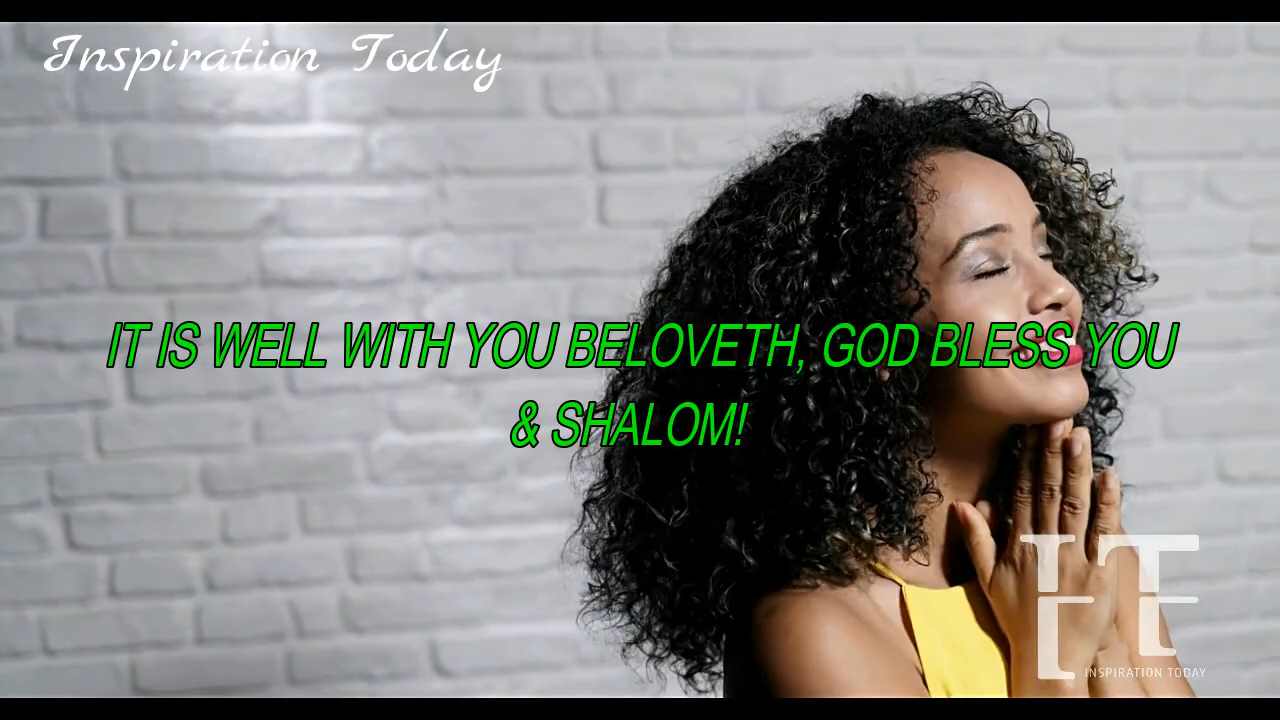 Inspiration Today
IT IS WELL WITH YOU BELOVETH, GOD BLESS YOU
& SHALOM!
IT
INSPIRATION TODAY